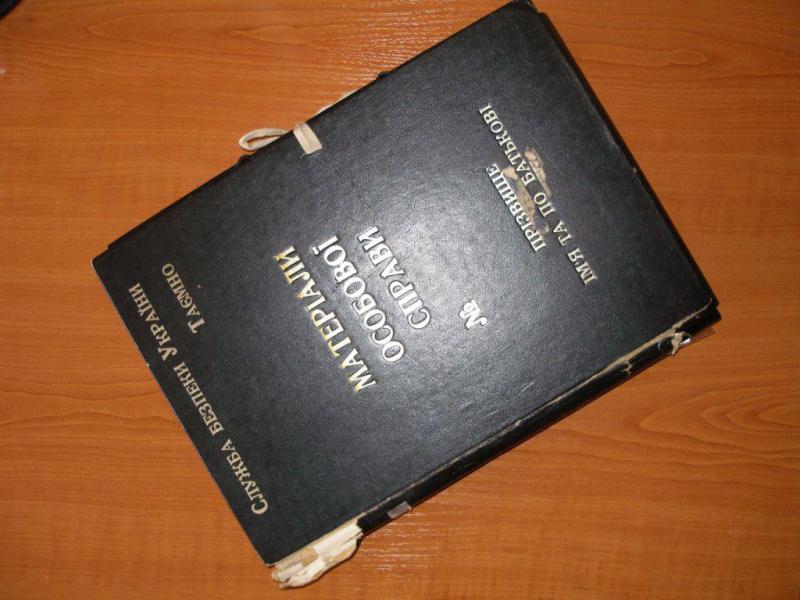 СЛУЖБА БЕЗПЕКИ УКРАЇНИ
ТАЄМНО
МАТЕРІАЛИ
ОСОБОВОЇ
СПРАВИ
№
ПРІЗВИЩЕ,
ІМ'Я ТА ПО БАТЬКОВІ